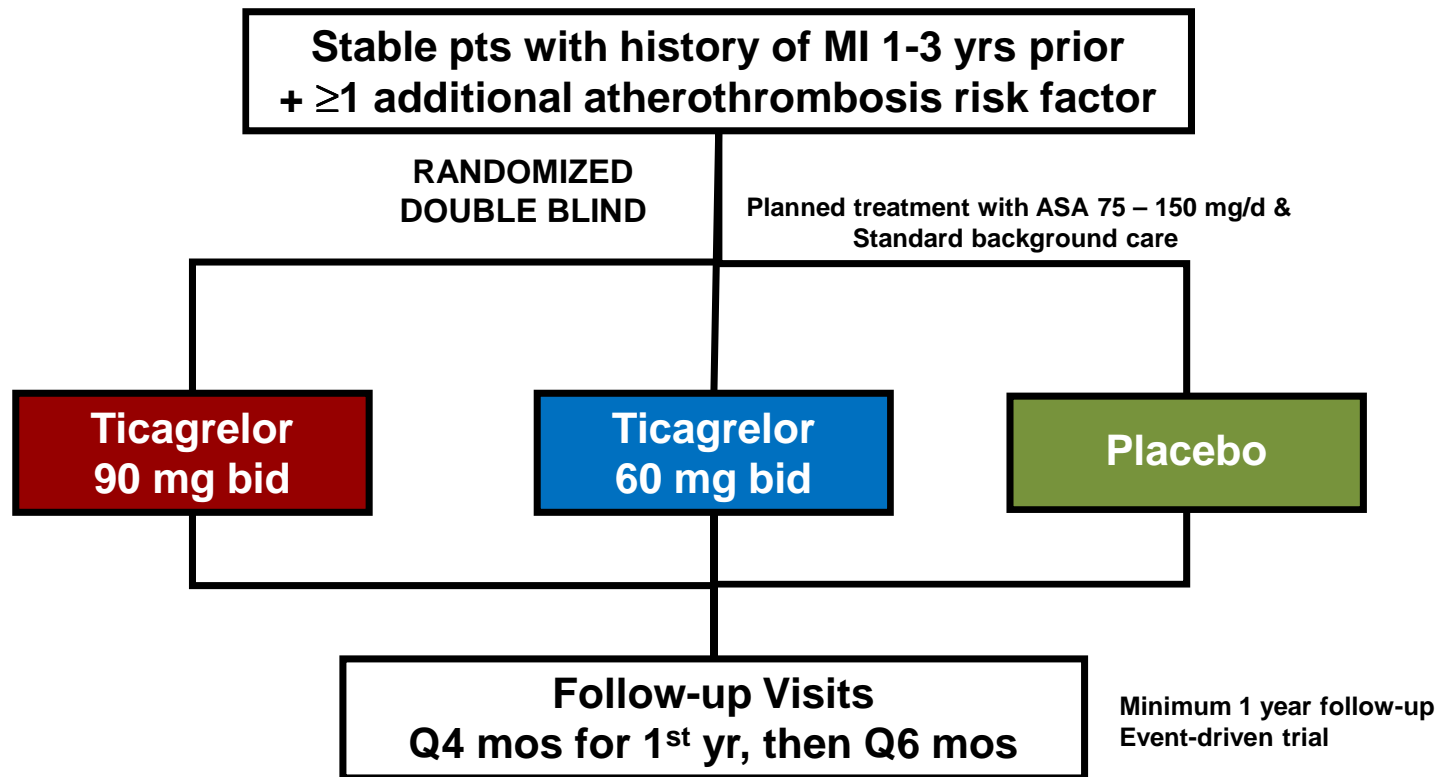 Stable pts with history of MI 1-3 yrs prior
+ ≥1 additional atherothrombosis risk factor
RANDOMIZED
DOUBLE BLIND
Planned treatment with ASA 75 – 150 mg/d &
Standard background care
Ticagrelor
90 mg bid
Ticagrelor
60 mg bid
Placebo
Follow-up Visits
Q4 mos for 1st yr, then Q6 mos
Minimum 1 year follow-up
Event-driven trial